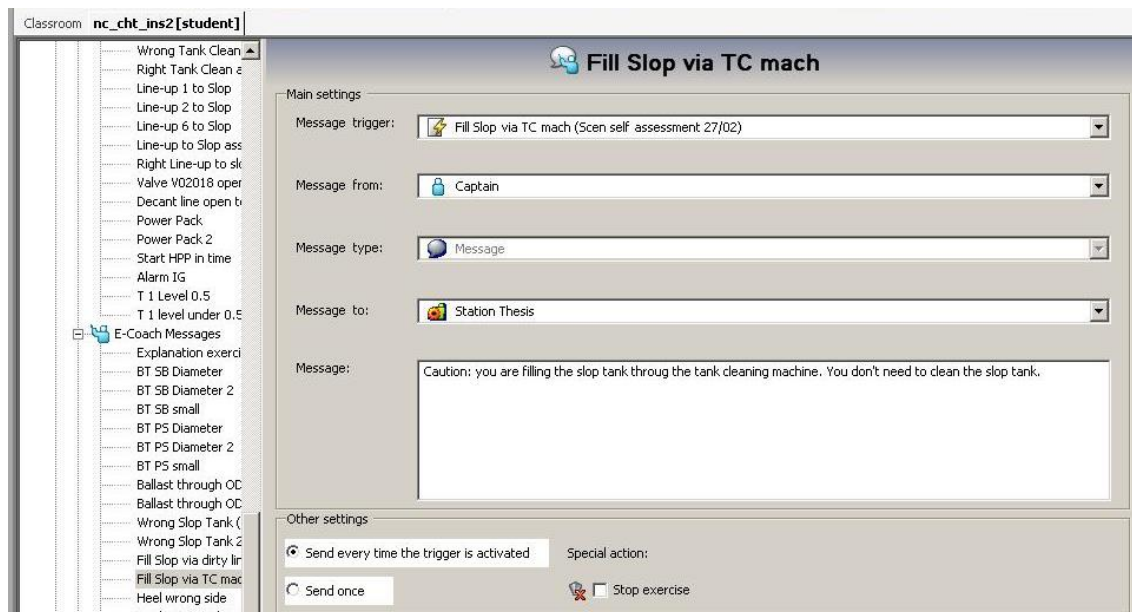 Classroom nc_cht_ins2[student]
Wrong Tank Clean
Right Tank Clean a
Line-up 1 to Slop
Line-up 2 to Slop
Line-up 6 to Slop
Line-up to Slop ass
Right Line-up to slo
Valve V02018 oper
Decant line open to
Power Pack
Power Pack 2
Start HPP in time
Alarm IG
T 1 Level 0.5
T 1 level under 0.5
E-Coach Messages
Explanation exerci
BT SB Diameter
BT SB Diameter 2
BT SB small
BT PS Diameter
BT PS Diameter 2
BT PS small
Ballast through OD
Ballast through OD
Wrong Slop Tank (
Wrong Slop Tank 2
Fill Slop via dirty lin
Fill Slop via TC mac
Heel wrong side
Fill Slop via TC mach
Main settings
Message trigger: Fill Slop via TC mach (Scen self assessment 27/02)
Message from: Captain
Message type: Message
Message to: Station Thesis
Message: Caution: you are filling the slop tank throug the tank cleaning machine. You don't need to clean the slop tank.
Other settings
Send every time the trigger is activated Special action:
Send once Stop exercise